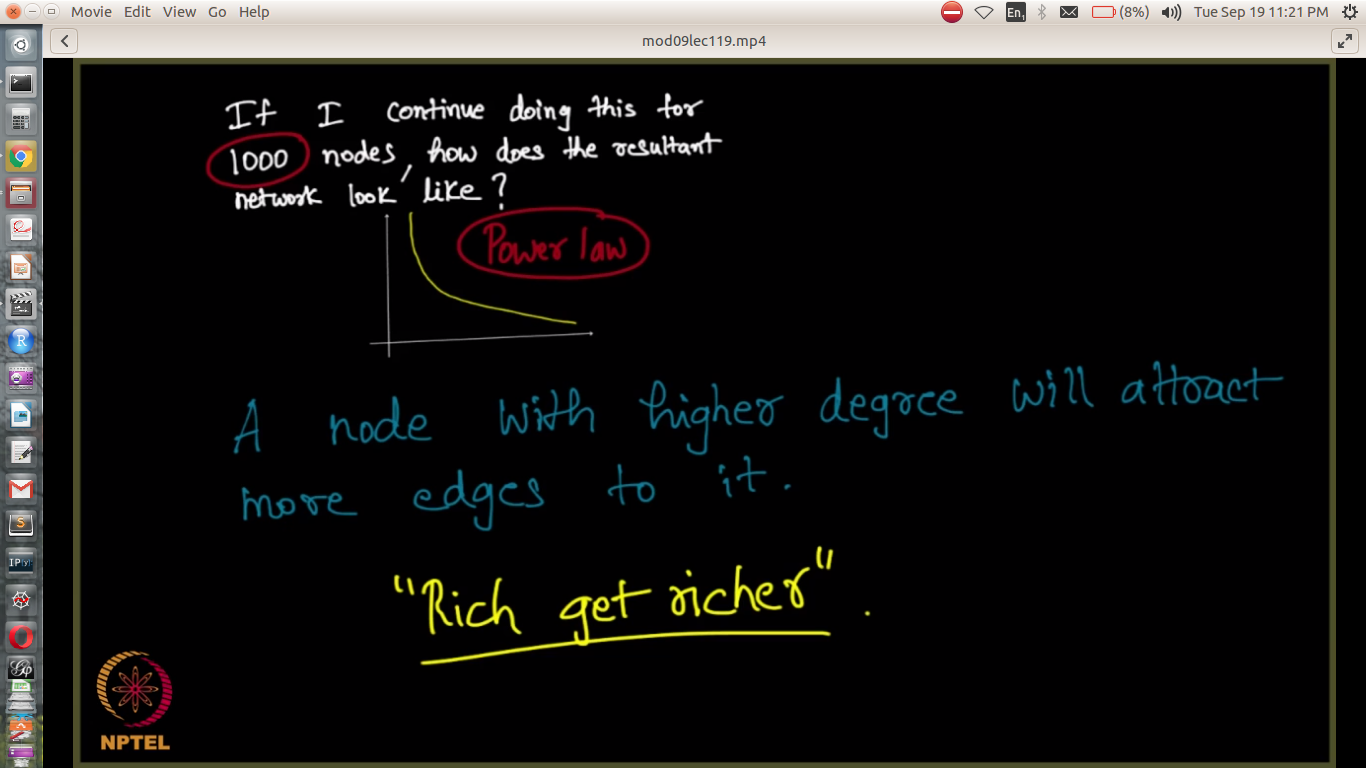 Movie Edit View Go Help
En1 (8%) Tue Sep 19 11:21 PM
mod09lec119.mp4
If I continue doing this for
1000 nodes, how does the resultant
network look like?
Power law
A node with higher degree will attract
more edges to it.
"Rich get richer".
NPTEL
R
S
IP[y]: